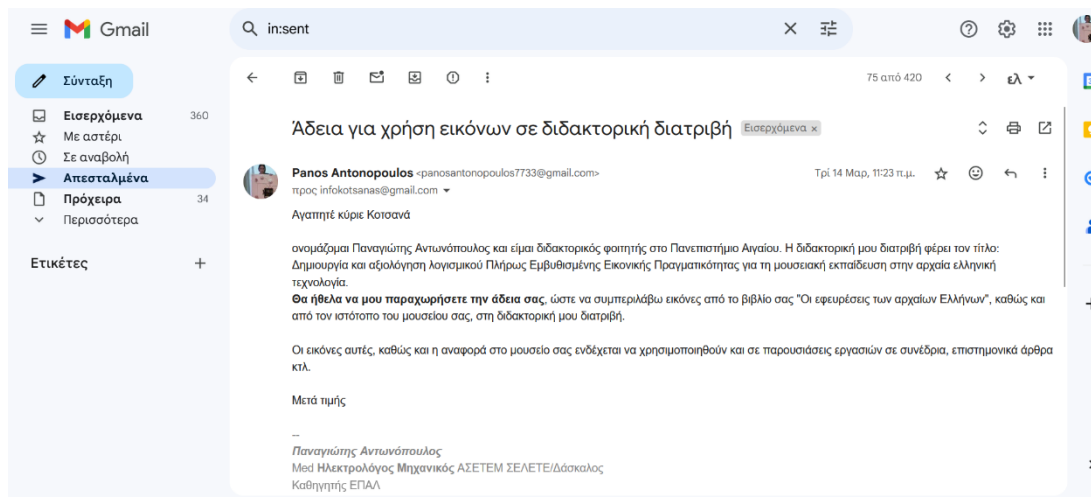 Gmail
in:sent
Σύνταξη
75 από 420
ελ
Εισερχόμενα 360
Με αστέρι
Σε αναβολή
Απεσταλμένα
Πρόχειρα 34
Περισσότερα
Ετικέτες
Άδεια για χρήση εικόνων σε διδακτορική διατριβή Εισερχόμενα x
Panos Antonopoulos <panosantonopoulos7733@gmail.com> Τρί 14 Μαρ, 11:23 π.μ.
προς infokotsanas@gmail.com
Αγαπητέ κύριε Κοτσανά
ονομάζομαι Παναγιώτης Αντωνόπουλος και είμαι διδακτορικός φοιτητής στο Πανεπιστήμιο Αιγαίου. Η διδακτορική μου διατριβή φέρει τον τίτλο:
Δημιουργία και αξιολόγηση λογισμικού Πλήρως Εμβυθισμένης Εικονικής Πραγματικότητας για τη μουσειακή εκπαίδευση στην αρχαία ελληνική
τεχνολογία.
Θα ήθελα να μου παραχωρήσετε την άδεια σας, ώστε να συμπεριλάβω εικόνες από το βιβλίο σας "Οι εφευρέσεις των αρχαίων Ελλήνων", καθώς και
από τον ιστότοπο του μουσείου σας, στη διδακτορική μου διατριβή.
Οι εικόνες αυτές, καθώς και η αναφορά στο μουσείο σας ενδέχεται να χρησιμοποιηθούν και σε παρουσιάσεις εργασιών σε συνέδρια, επιστημονικά άρθρα
κτλ.
Μετά τιμής
--
Παναγιώτης Αντωνόπουλος
Med Ηλεκτρολόγος Μηχανικός ΑΣΕΤΕΜ ΣΕΛΕΤΕ/Δάσκαλος
Καθηγητής ΕΠΑΛ